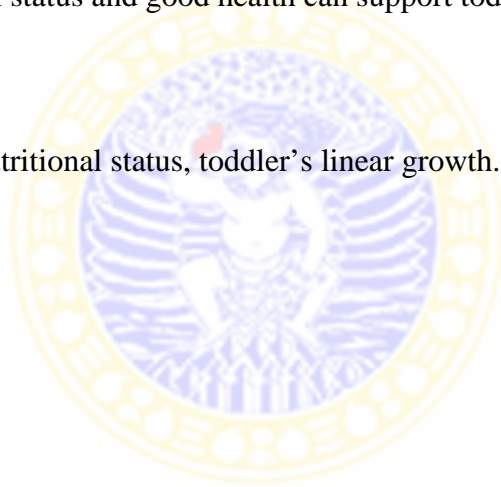 status and good health can support tod
tritional status, toddler’s linear growth.